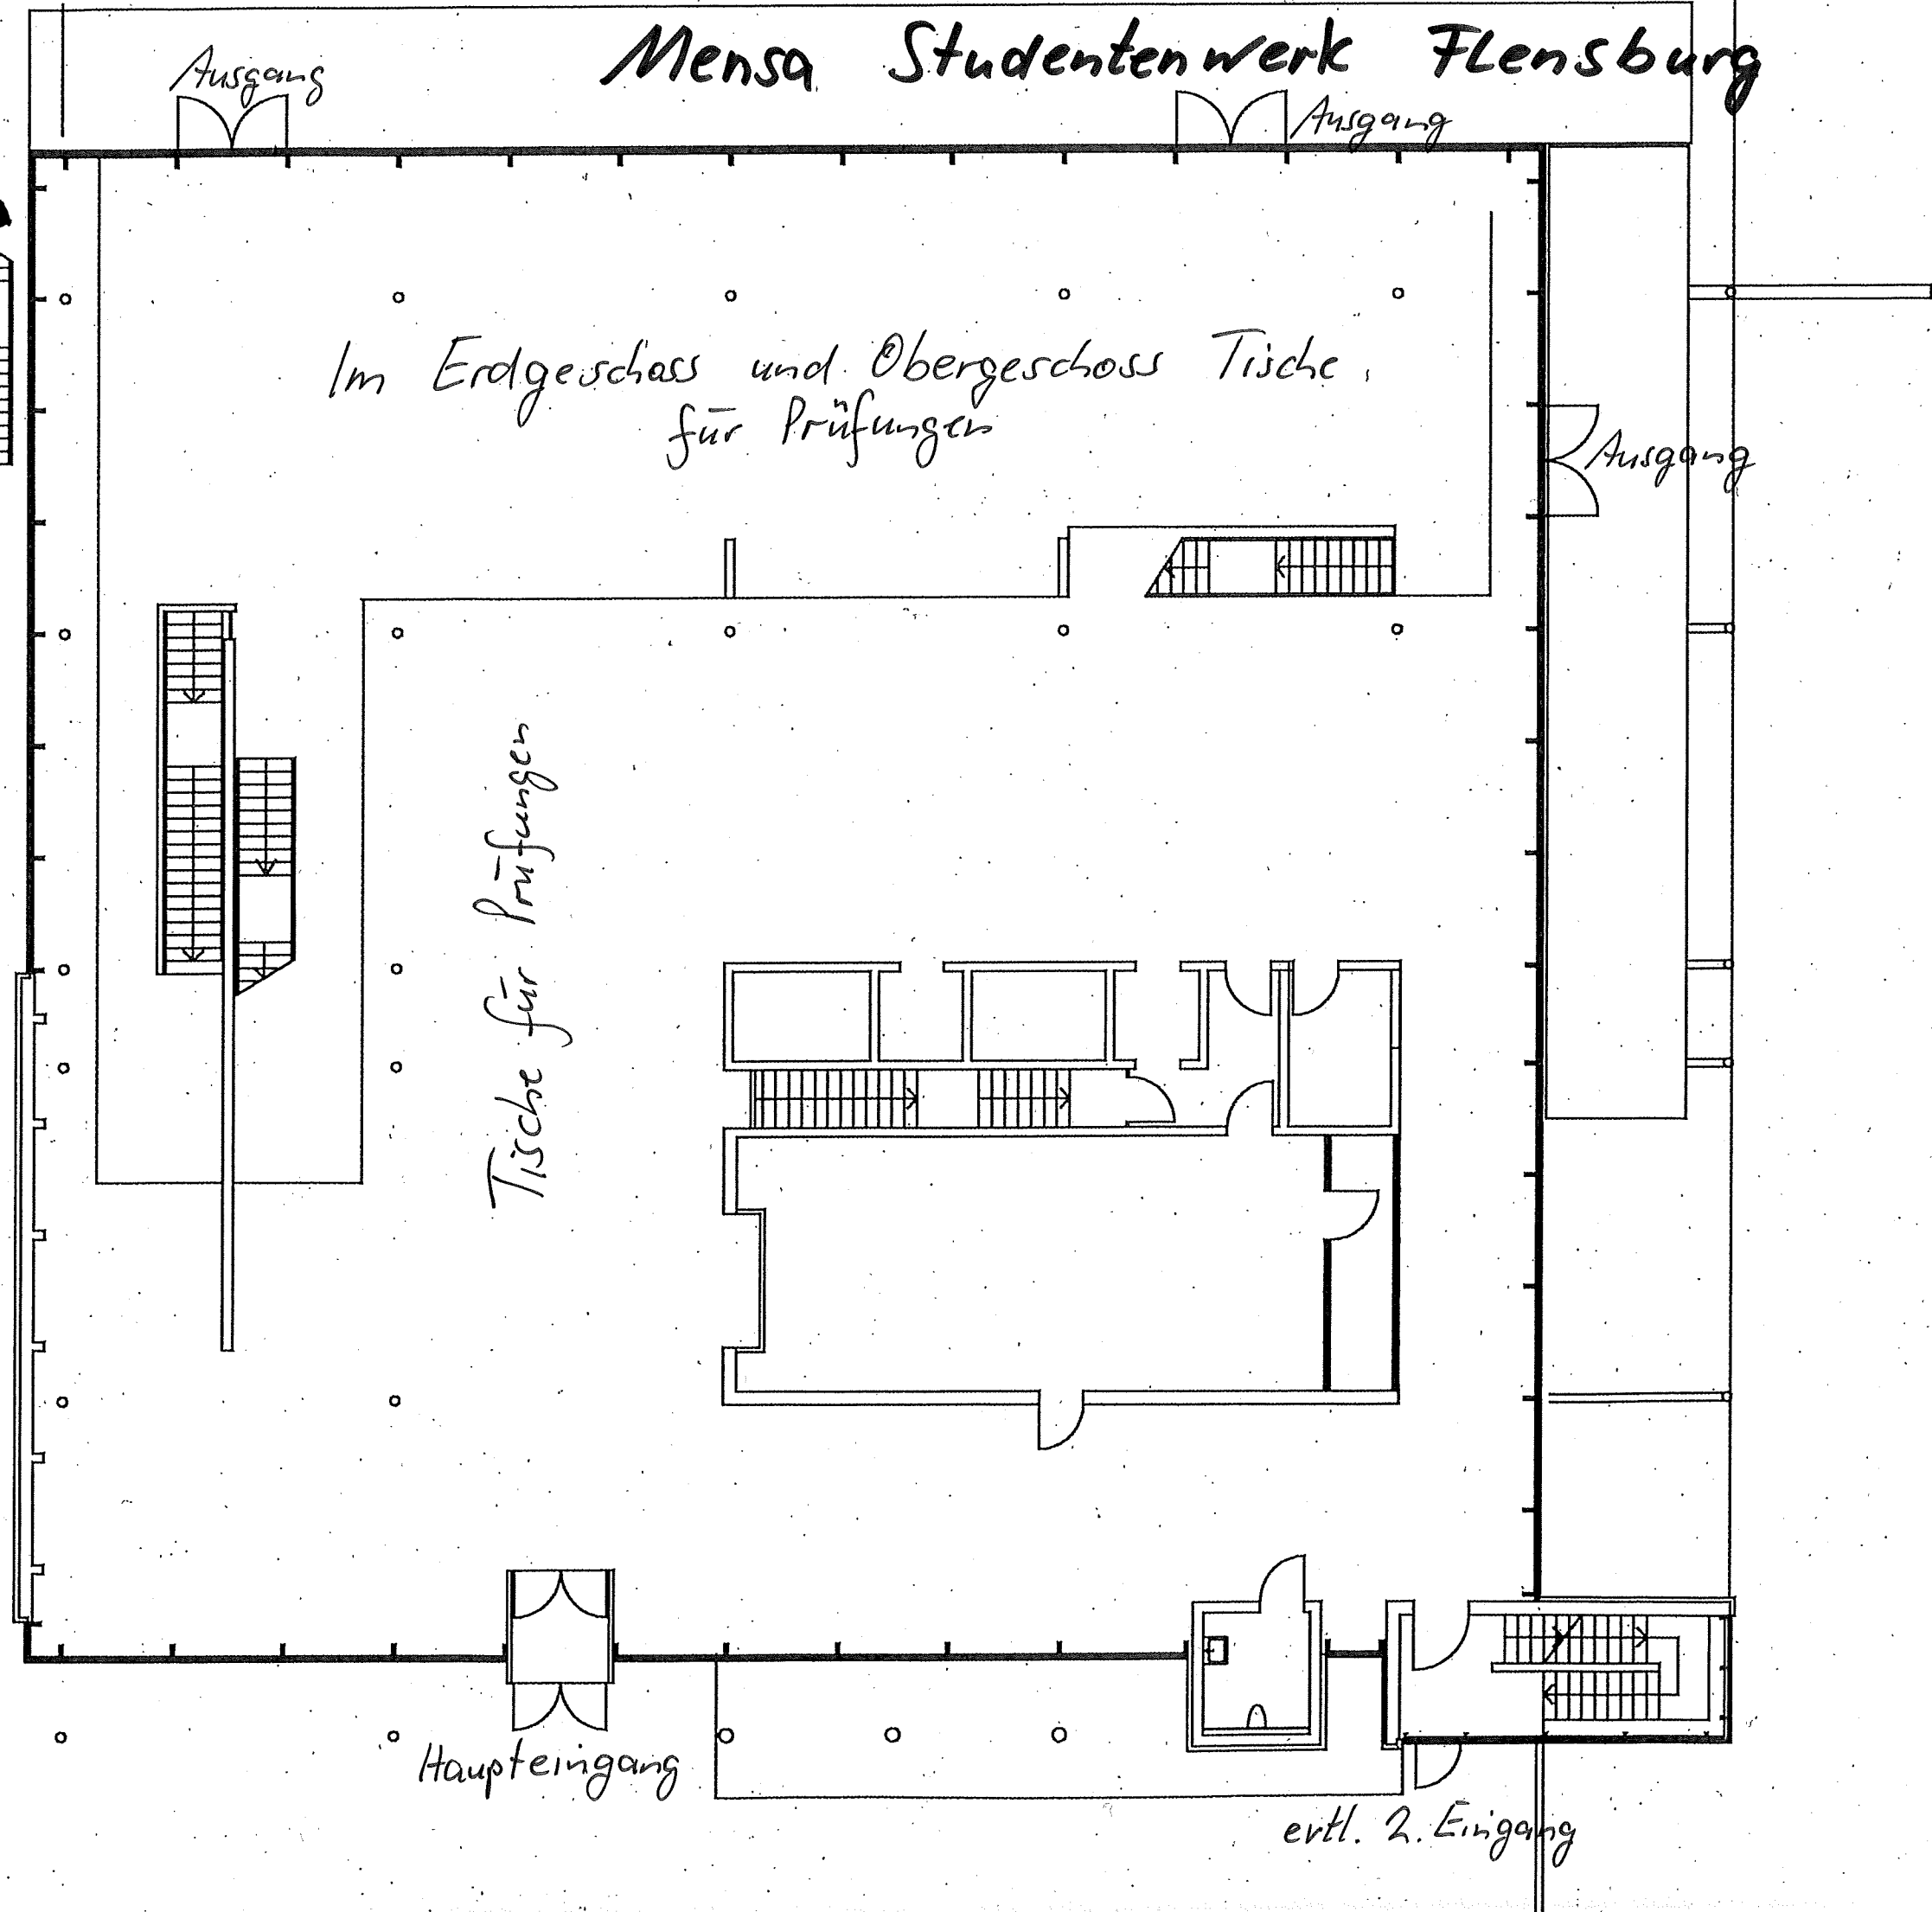 Mensa Studentenwerk Flensburg
Ausgang
Ausgang
Im Erdgeschoss und Obergeschoss Tische
für Prüfungen
Ausgang
Tische für Prüfungen
Haupteingang
evtl. 2. Eingang